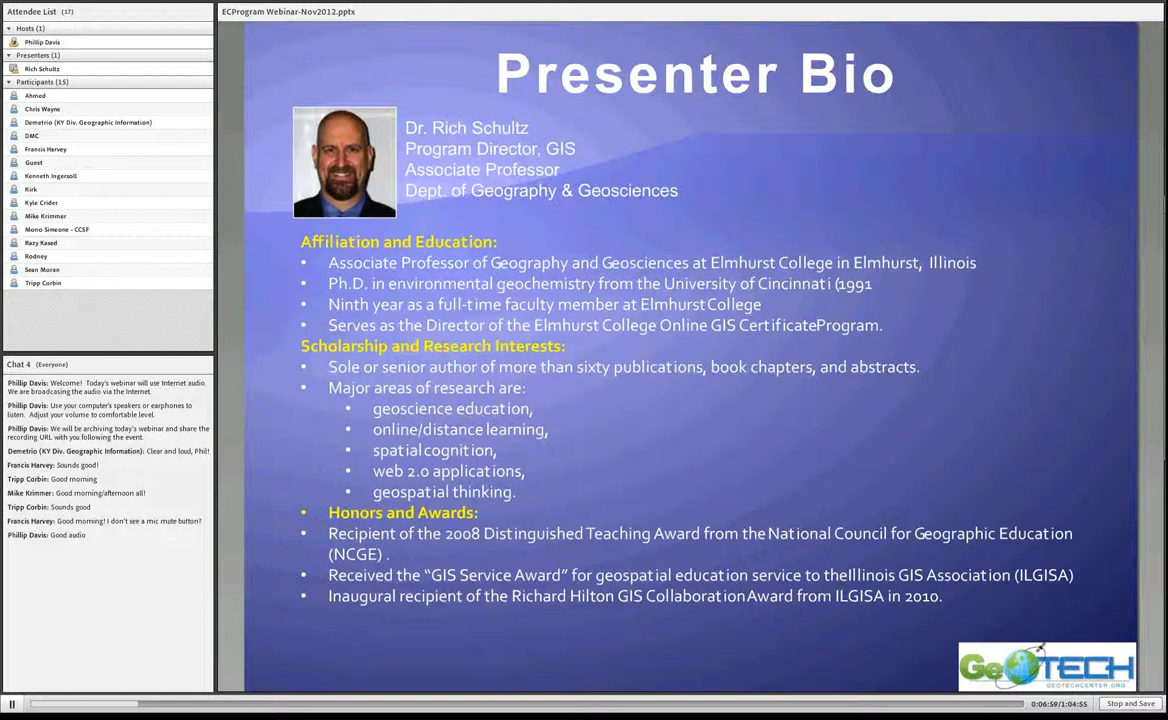 Attendee List (17)
Hosts (1)
Phillip Davis
Presenters (1)
Rich Schultz
Participants (15)
Ahmed
Chris Wayne
Demetrio (KY Div. Geographic Information)
DMC
Francis Harvey
Guest
Kenneth Ingersoll
Kirk
Kyle Crider
Mike Krimmer
Mono Simeone - CCSF
Razy Kased
Rodney
Sean Moran
Tripp Corbin
Chat 4 (Everyone)
Phillip Davis: Welcome! Today's webinar will use Internet audio.
We are broadcasting the audio via the Internet.
Phillip Davis: Use your computer's speakers or earphones to
listen. Adjust your volume to comfortable level.
Phillip Davis: We will be archiving today's webinar and share the
recording URL with you following the event.
Demetrio (KY Div. Geographic Information): Clear and loud, Phil!
Francis Harvey: Sounds good!
Tripp Corbin: Good morning
Mike Krimmer: Good morning/afternoon all!
Tripp Corbin: Sounds good
Francis Harvey: Good morning! I don't see a mic mute button?
Phillip Davis: Good audio
ECProgram Webinar-Nov2012.pptx
Presenter Bio
Dr. Rich Schultz
Program Director, GIS
Associate Professor
Dept. of Geography & Geosciences
Affiliation and Education:
• Associate Professor of Geography and Geosciences at Elmhurst College in Elmhurst, Illinois
• Ph.D. in environmental geochemistry from the University of Cincinnati (1991
• Ninth year as a full-time faculty member at Elmhurst College
• Serves as the Director of the Elmhurst College Online GIS CertificateProgram.
Scholarship and Research Interests:
• Sole or senior author of more than sixty publications, book chapters, and abstracts.
• Major areas of research are:
• geoscience education,
• online/distance learning,
• spatial cognition,
• web 2.0 applications,
• geospatial thinking.
• Honors and Awards:
• Recipient of the 2008 Distinguished Teaching Award from the National Council for Geographic Education
(NCGE) .
• Received the “GIS Service Award” for geospatial education service to theIllinois GIS Association (ILGISA)
• Inaugural recipient of the Richard Hilton GIS Collaboration Award from ILGISA in 2010.
GeoTECH
GEOTECHCENTER.ORG
0:06:59/1:04:55
Stop and Save